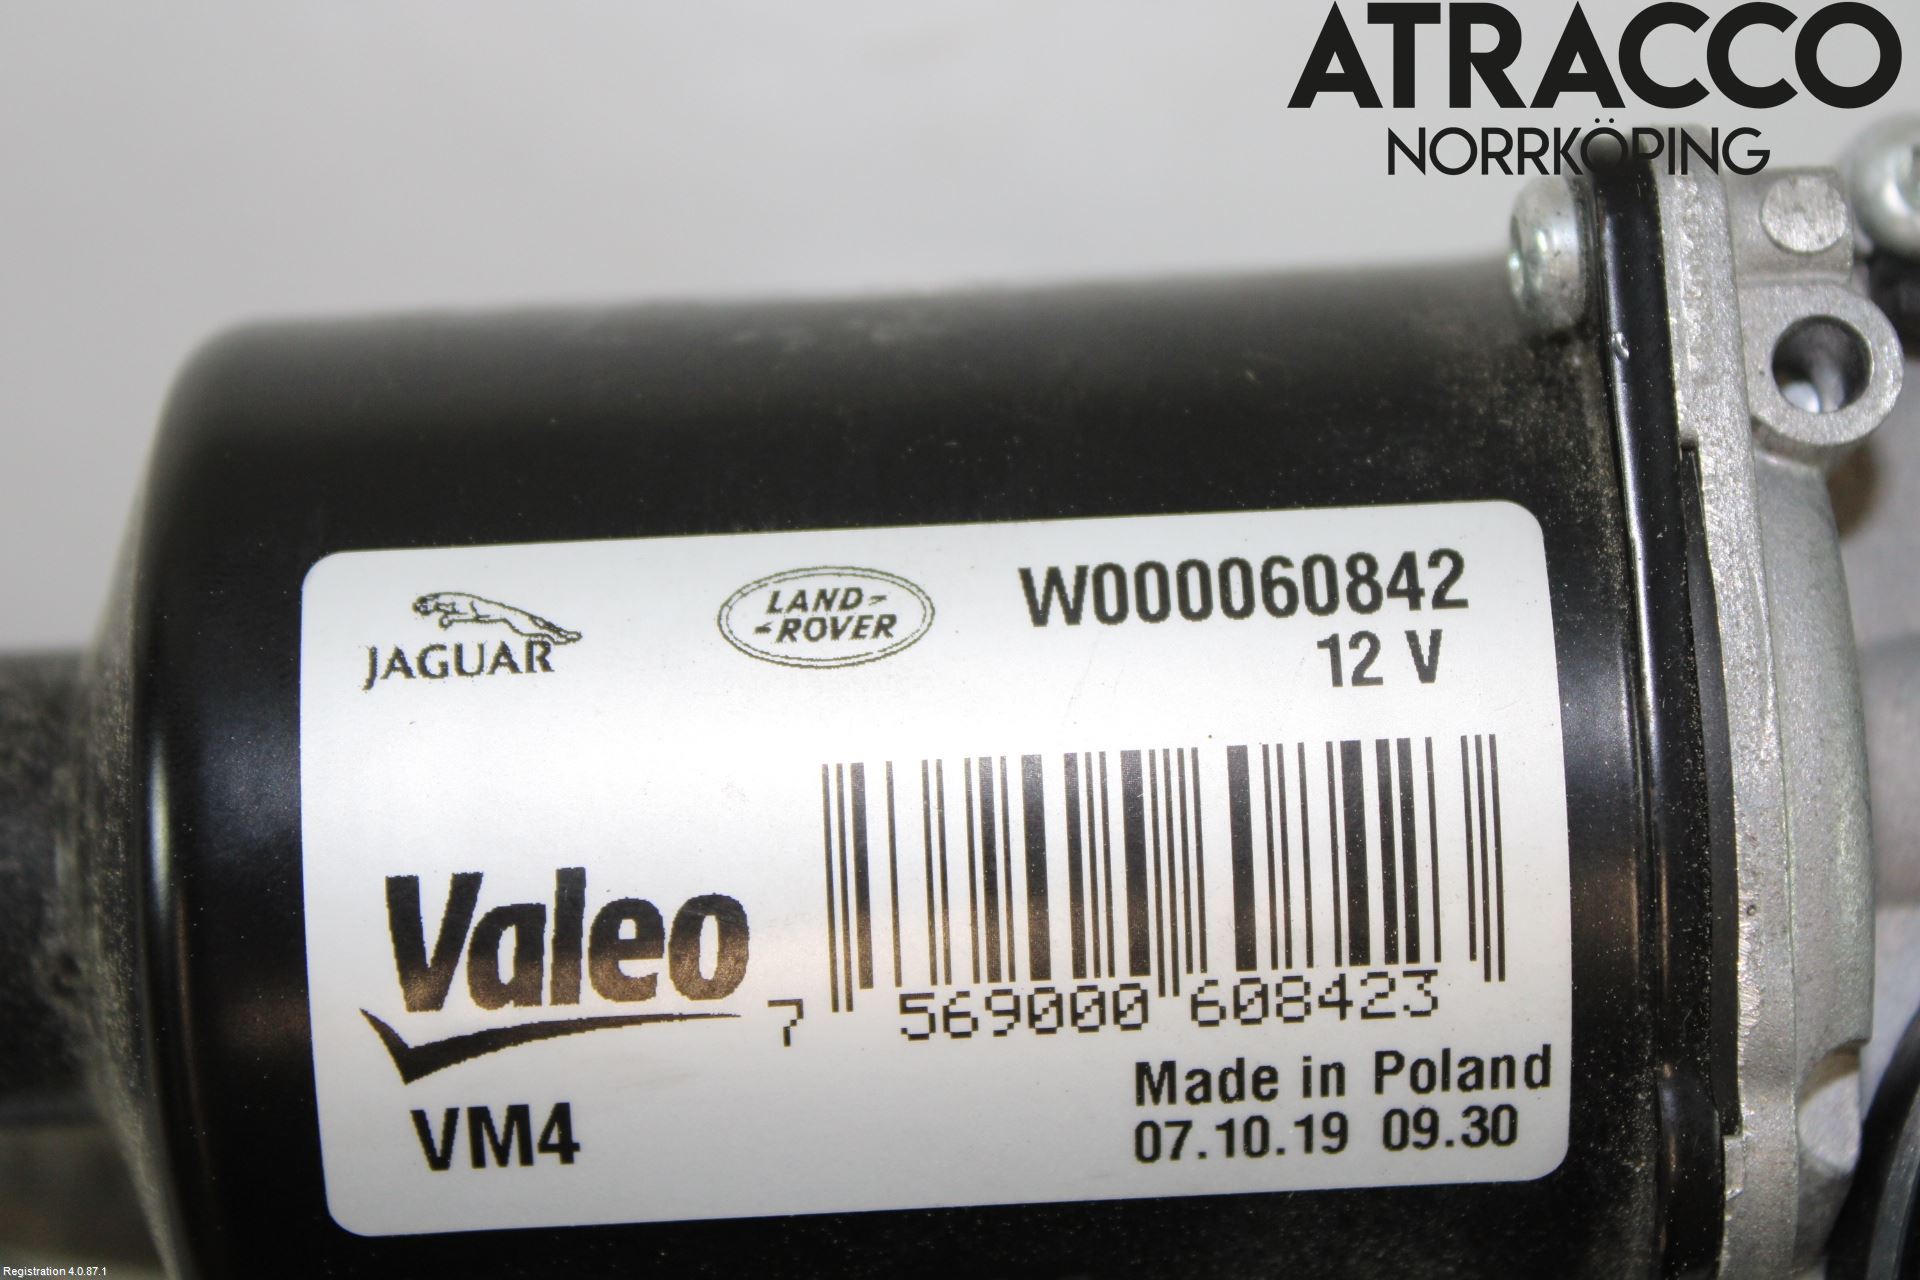 ATRACCO
NORRKÖPING
JAGUAR
LAND-
-ROVER
W000060842
12 V
Valeo
7 569000 608423
Made in Poland
VM4
07.10.19 09.30
Registration 4.0.87.1